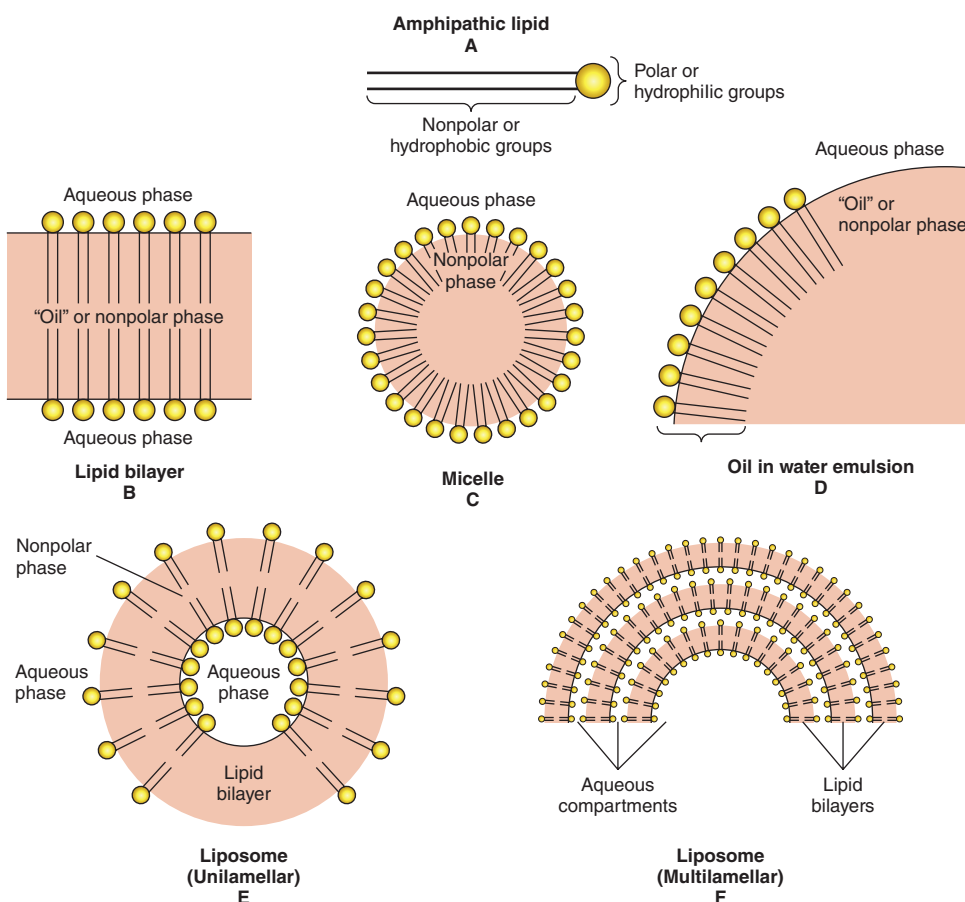 Amphipathic lipid
A
Polar or
hydrophilic groups
Nonpolar or
hydrophobic groups
Aqueous phase
"Oil" or nonpolar phase
Aqueous phase
Lipid bilayer
B
Aqueous phase
Nonpolar
phase
Micelle
C
Aqueous phase
"Oil" or
nonpolar phase
Oil in water emulsion
D
Nonpolar
phase
Aqueous
phase
Aqueous
phase
Lipid
bilayer
Liposome
(Unilamellar)
E
Aqueous
compartments
Lipid
bilayers
Liposome
(Multilamellar)
F